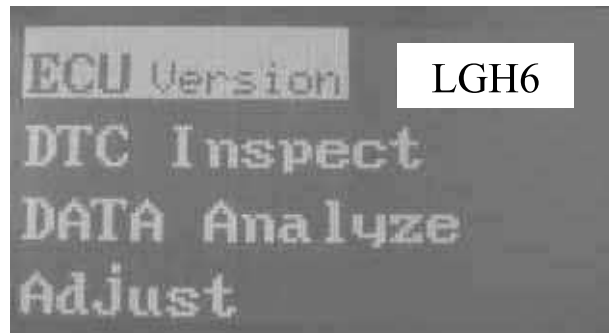 ECU Version
LGH6
DTC Inspect
DATA Analyze
Adjust